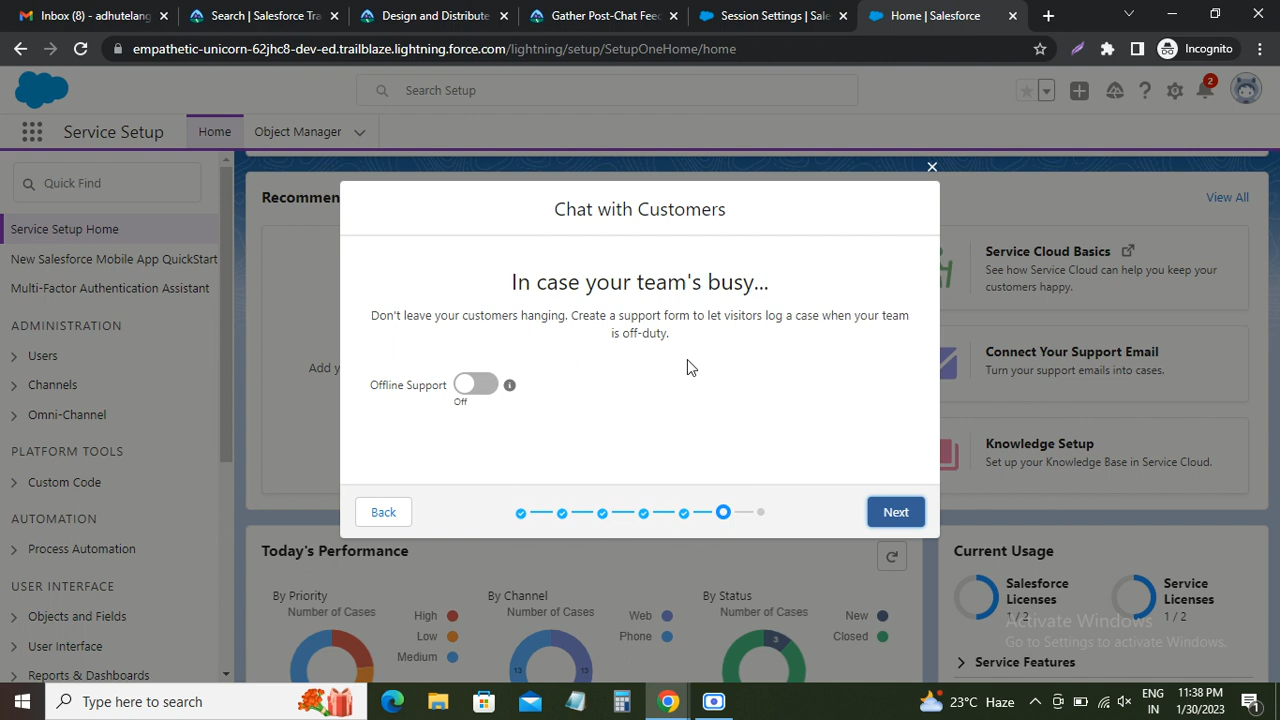 Inbox (8) - adhutelang
Search | Salesforce Tra
Design and Distribute
Gather Post-Chat Feed
Session Settings | Sale
Home | Salesforce
empathetic-unicorn-62jhc8-dev-ed.trailblaze.lightning.force.com/lightning/setup/SetupOneHome/home
Incognito
Search Setup
2
Service Setup
Home
Object Manager
Quick Find
Service Setup Home
New Salesforce Mobile App QuickStart
Multi-Factor Authentication Assistant
ADMINISTRATION
Users
Channels
Omni-Channel
PLATFORM TOOLS
Custom Code
AUTOMATION
Process Automation
USER INTERFACE
Objects and Fields
User Interface
Reports & Dashboards
Recommen
View All
Add y
Chat with Customers
In case your team's busy...
Don't leave your customers hanging. Create a support form to let visitors log a case when your team
is off-duty.
Offline Support
Off
Back
Next
Service Cloud Basics
See how Service Cloud can help you keep your
customers happy.
Connect Your Support Email
Turn your support emails into cases.
Knowledge Setup
Set up your Knowledge Base in Service Cloud.
Today's Performance
By Priority
Number of Cases
High
Low
Medium
By Channel
Number of Cases
Web
Phone
15
15
By Status
Number of Cases
New
Closed
3
Current Usage
Salesforce
Licenses
1 / 2
Service
Licenses
1 / 2
Service Features
Activate Windows
Go to Settings to activate Windows.
Type here to search
23°C Haze
ENG
IN
11:38 PM
1/30/2023
1